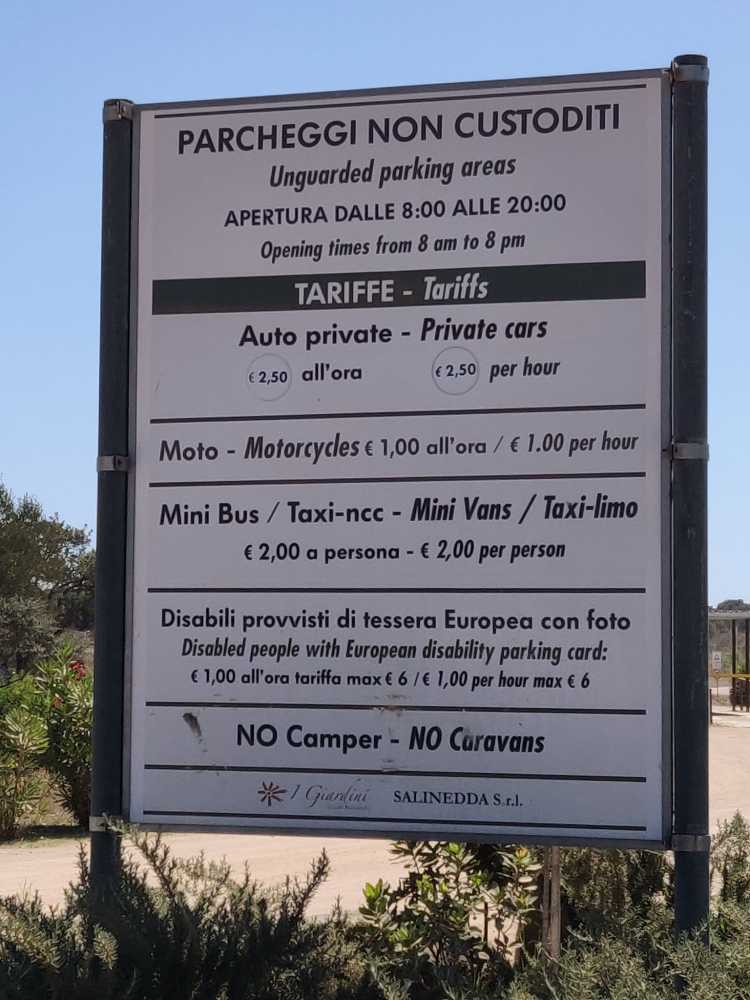 PARCHEGGI NON CUSTODITI
Unguarded parking areas
APERTURA DALLE 8:00 ALLE 20:00
Opening times from 8 am to 8 pm
TARIFFE - Tariffs
Auto private - Private cars
€ 2,50 all'ora € 2,50 per hour
Moto - Motorcycles € 1,00 all'ora / € 1.00 per hour
Mini Bus / Taxi-ncc - Mini Vans / Taxi-limo
€ 2,00 a persona - € 2,00 per person
Disabili provvisti di tessera Europea con foto
Disabled people with European disability parking card:
€ 1,00 all'ora tariffa max € 6 / € 1,00 per hour max € 6
NO Camper - NO Caravans
I Giardini SALINEDDA S.r.l.